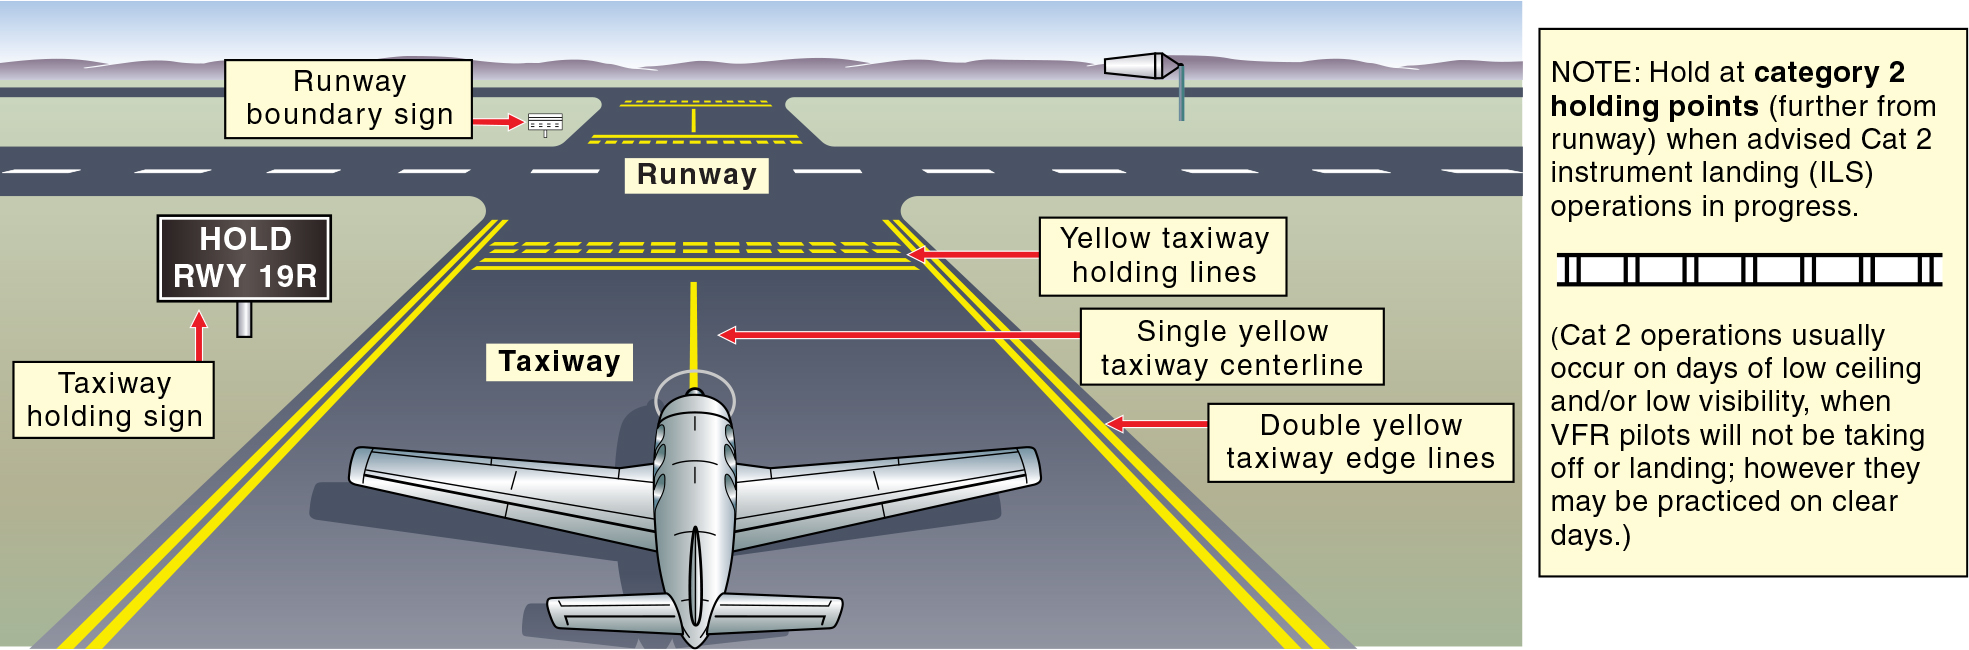 Runway
boundary sign
Runway
HOLD
RWY 19R
Taxiway
holding sign
Taxiway
Yellow taxiway
holding lines
Single yellow
taxiway centerline
Double yellow
taxiway edge lines
NOTE: Hold at category 2
holding points (further from
runway) when advised Cat 2
instrument landing (ILS)
operations in progress.
(Cat 2 operations usually
occur on days of low ceiling
and/or low visibility, when
VFR pilots will not be taking
off or landing; however they
may be practiced on clear
days.)